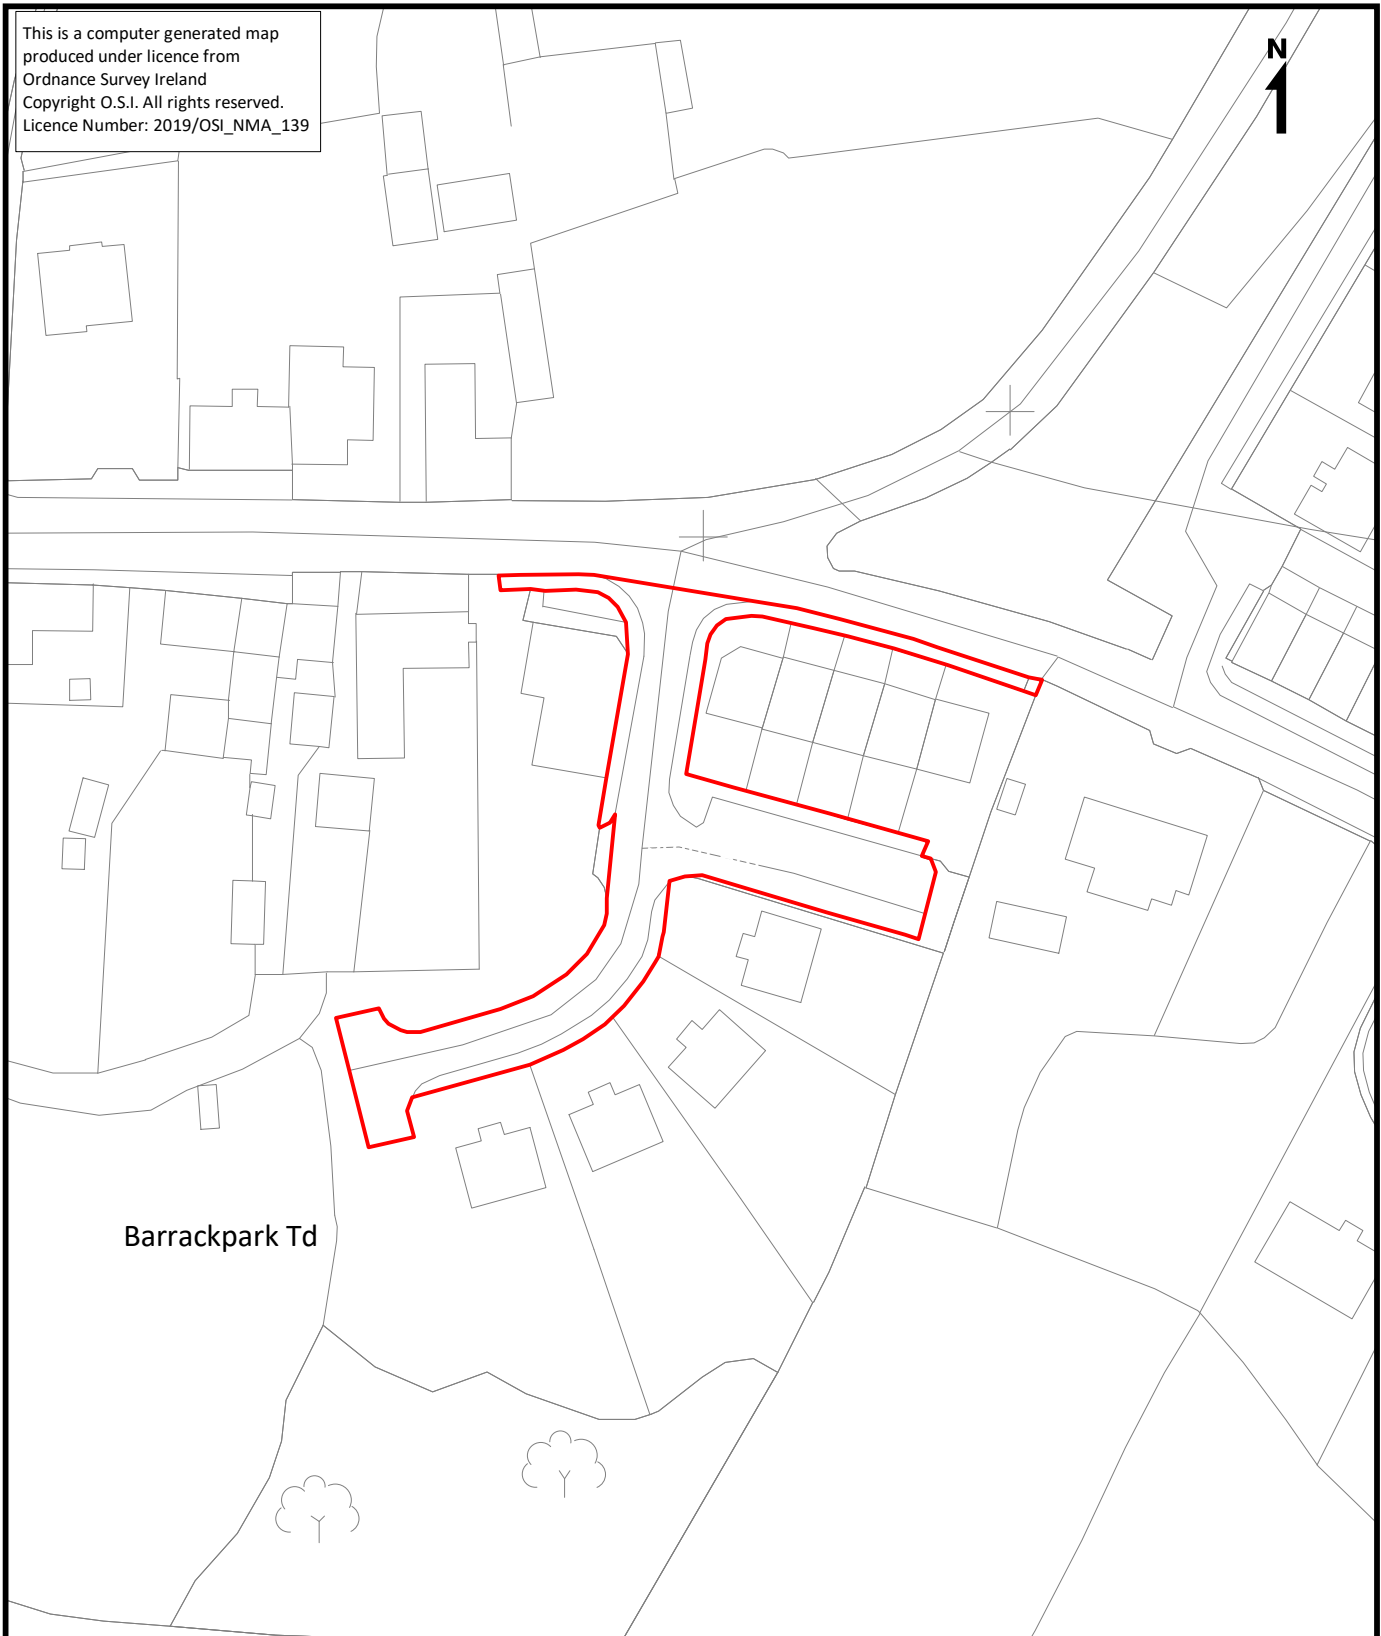 This is a computer generated map
produced under licence from
Ordnance Survey Ireland
Copyright O.S.I. All rights reserved.
Licence Number: 2019/OSI_NMA_139
N
Barrackpark Td